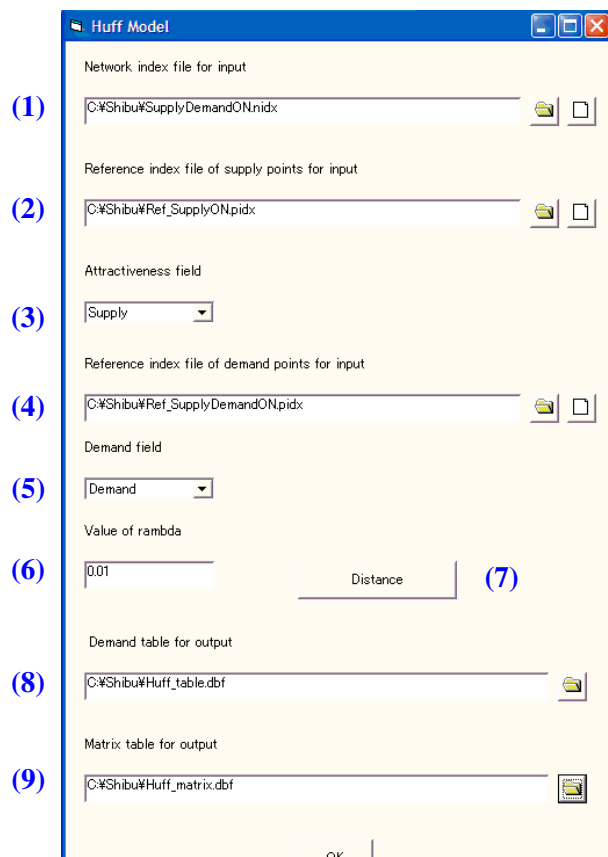 Huff Model
Network index file for input
(1) C:¥Shibu¥SupplyDemandON.nidx
Reference index file of supply points for input
(2) C:¥Shibu¥Ref_SupplyON.pidx
Attractiveness field
(3) Supply
Reference index file of demand points for input
(4) C:¥Shibu¥Ref_SupplyDemandON.pidx
Demand field
(5) Demand
Value of rambda
(6) 0.01 Distance (7)
Demand table for output
(8) C:¥Shibu¥Huff_table.dbf
Matrix table for output
(9) C:¥Shibu¥Huff_matrix.dbf
OK